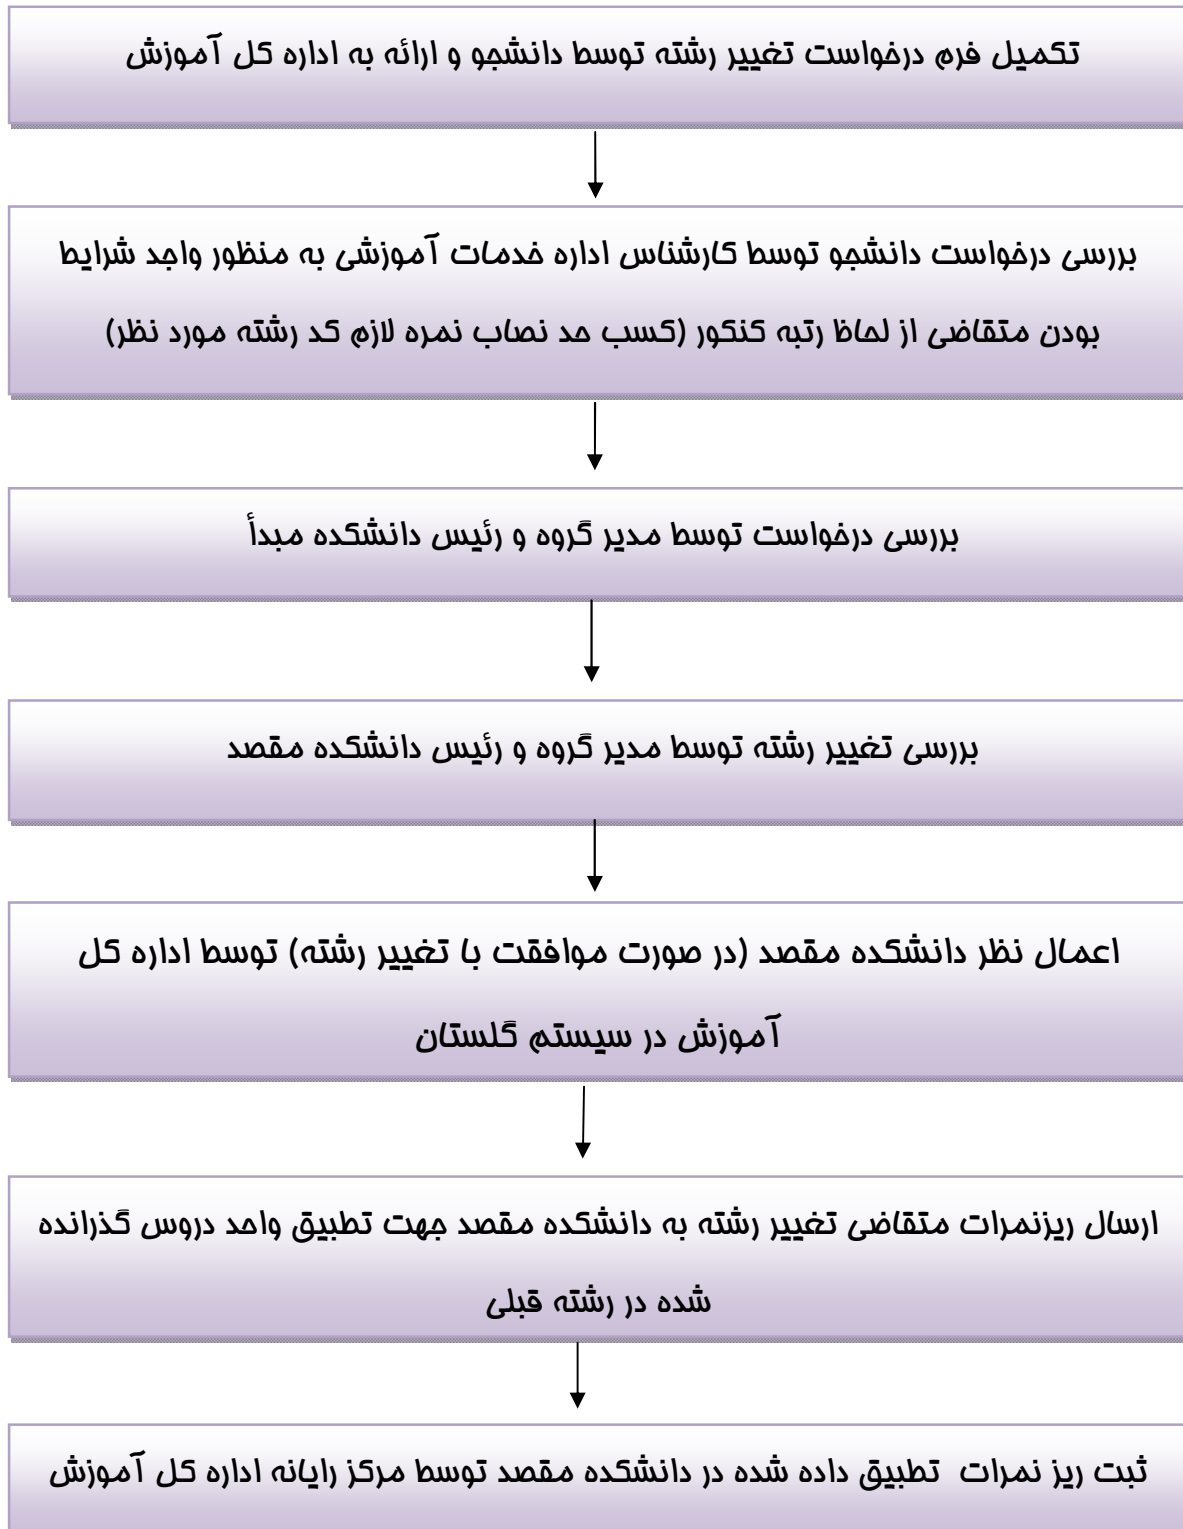 تکمیل فرم درخواست تغییر رشته توسط دانشجو و ارائه به اداره کل آموزش
بررسی درخواست دانشجو توسط کارشناس اداره خدمات آموزشی به منظور واجد شرایط
بودن متقاضی از لحاظ رتبه کنکور (کسب حد نصاب نمره لازم کد رشته مورد نظر)
بررسی درخواست توسط مدیر گروه و رئیس دانشکده مبدأ
بررسی تغییر رشته توسط مدیر گروه و رئیس دانشکده مقصد
اعمال نظر دانشکده مقصد (در صورت موافقت با تغییر رشته) توسط اداره کل
آموزش در سیستم گلستان
ارسال ریزنمرات متقاضی تغییر رشته به دانشکده مقصد جهت تطبیق واحد دروس گذرانده
شده در رشته قبلی
ثبت ریز نمرات تطبیق داده شده در دانشکده مقصد توسط مرکز رایانه اداره کل آموزش